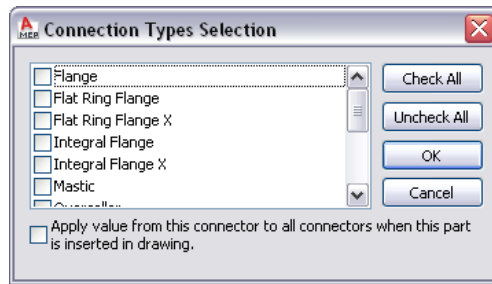 A
MEP
Connection Types Selection
Flange
Flat Ring Flange
Flat Ring Flange X
Integral Flange
Integral Flange X
Mastic
Check All
Uncheck All
OK
Cancel
Apply value from this connector to all connectors when this part
is inserted in drawing.